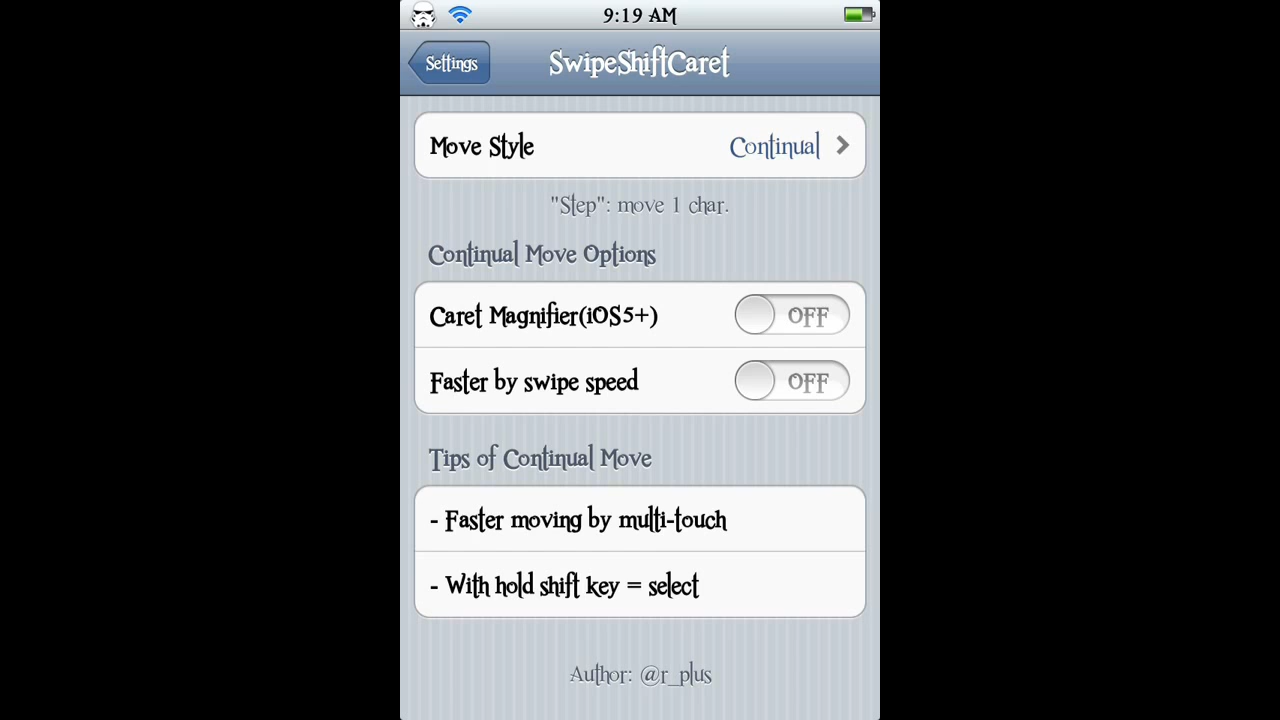 9:19 AM
Settings
SwipeShiftCaret
Move Style
Continual
"Step": move 1 char.
Continual Move Options
Caret Magnifier(iOS5+)
OFF
Faster by swipe speed
OFF
Tips of Continual Move
- Faster moving by multi-touch
- With hold shift key = select
Author: @r_plus